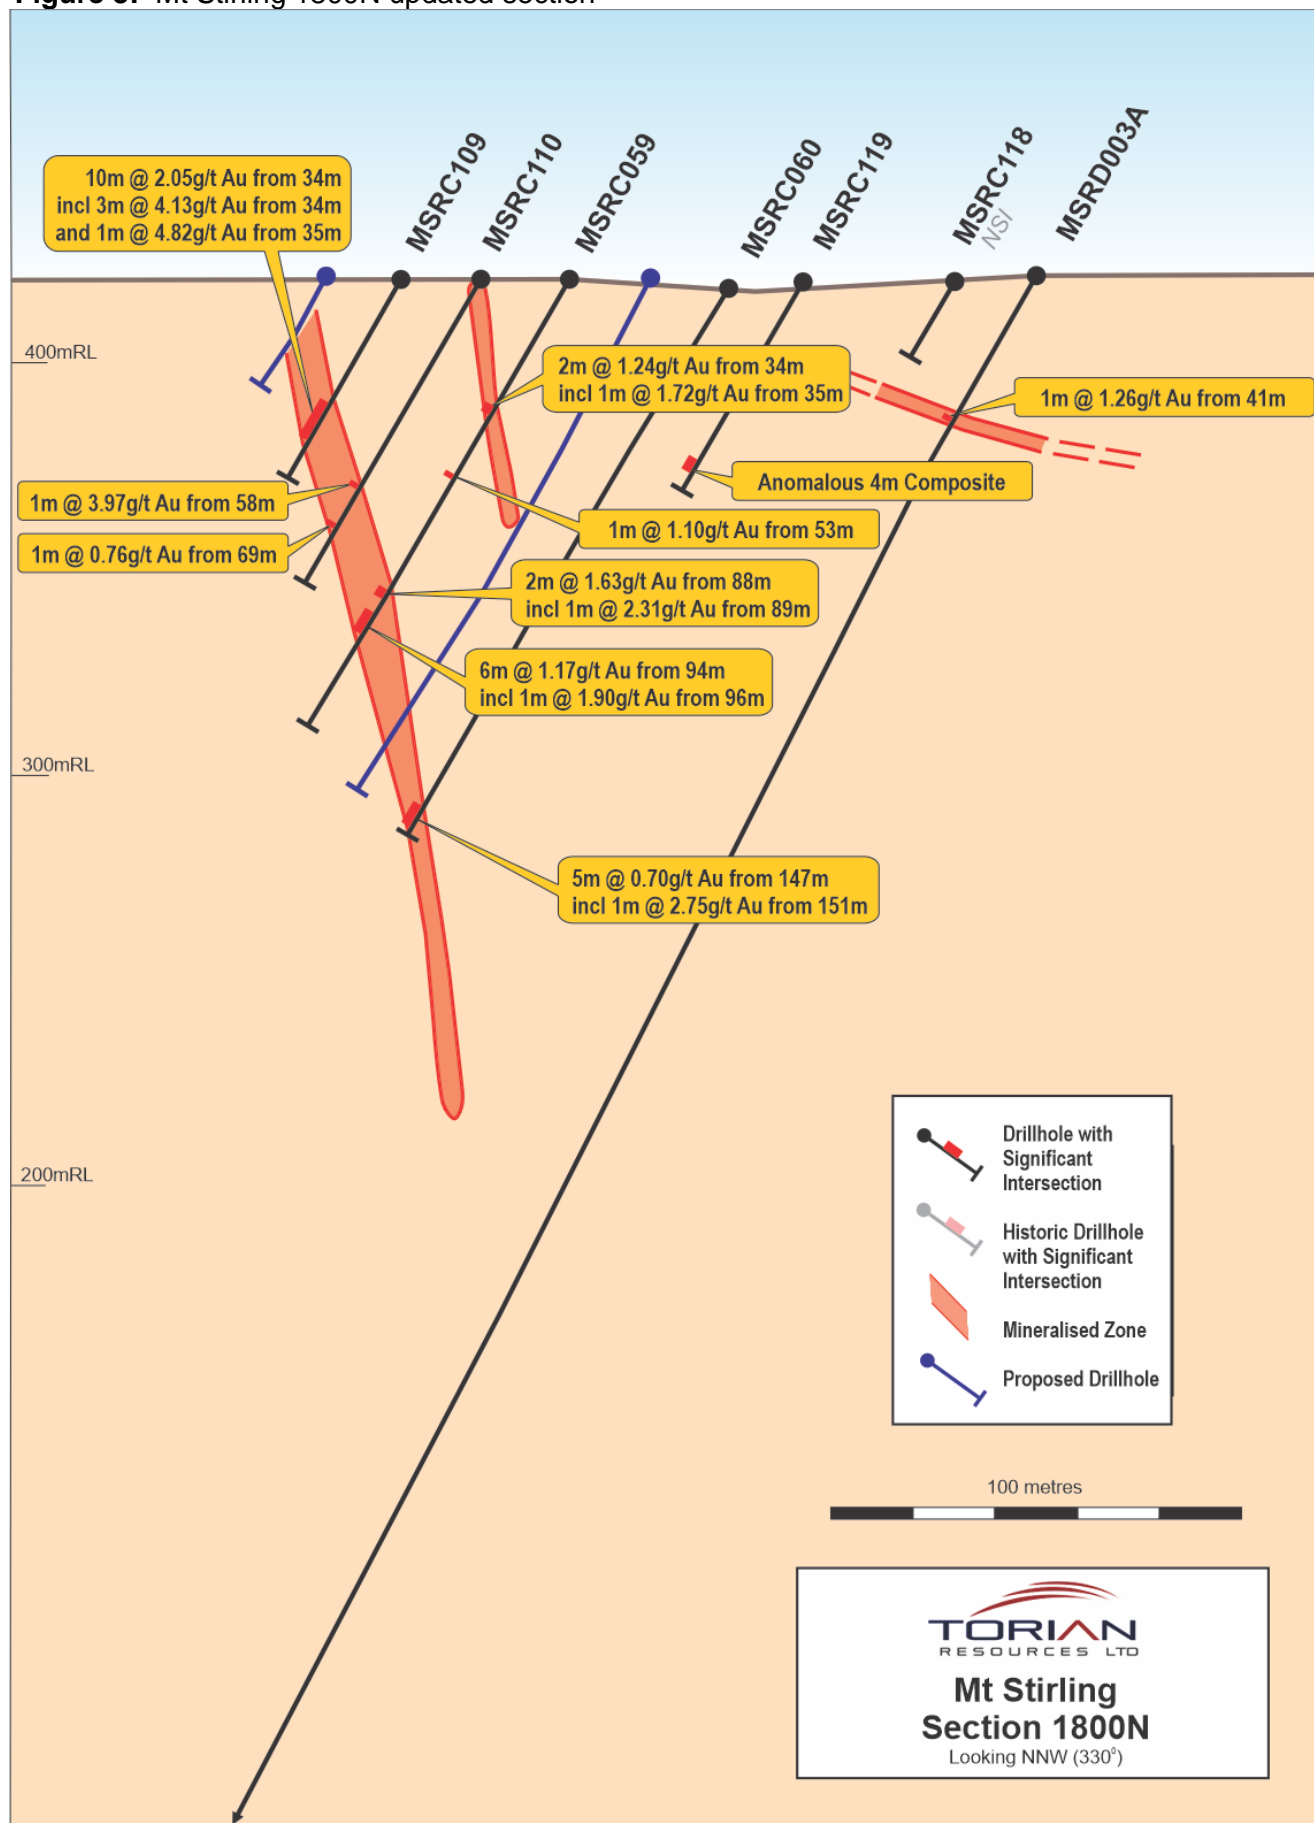 Mt Stirling 1800N updated section
MSRC109
MSRC110
MSRC059
MSRC060
MSRC119
MSRC118
NSI
MSRD003A
10m @ 2.05g/t Au from 34m
incl 3m @ 4.13g/t Au from 34m
and 1m @ 4.82g/t Au from 35m
400mRL
2m @ 1.24g/t Au from 34m
incl 1m @ 1.72g/t Au from 35m
1m @ 1.26g/t Au from 41m
Anomalous 4m Composite
1m @ 3.97g/t Au from 58m
1m @ 1.10g/t Au from 53m
1m @ 0.76g/t Au from 69m
2m @ 1.63g/t Au from 88m
incl 1m @ 2.31g/t Au from 89m
6m @ 1.17g/t Au from 94m
incl 1m @ 1.90g/t Au from 96m
300mRL
5m @ 0.70g/t Au from 147m
incl 1m @ 2.75g/t Au from 151m
200mRL
Drillhole with
Significant
Intersection
Historic Drillhole
with Significant
Intersection
Mineralised Zone
Proposed Drillhole
100 metres
TORIAN
RESOURCES LTD
Mt Stirling
Section 1800N
Looking NNW (330⁰)